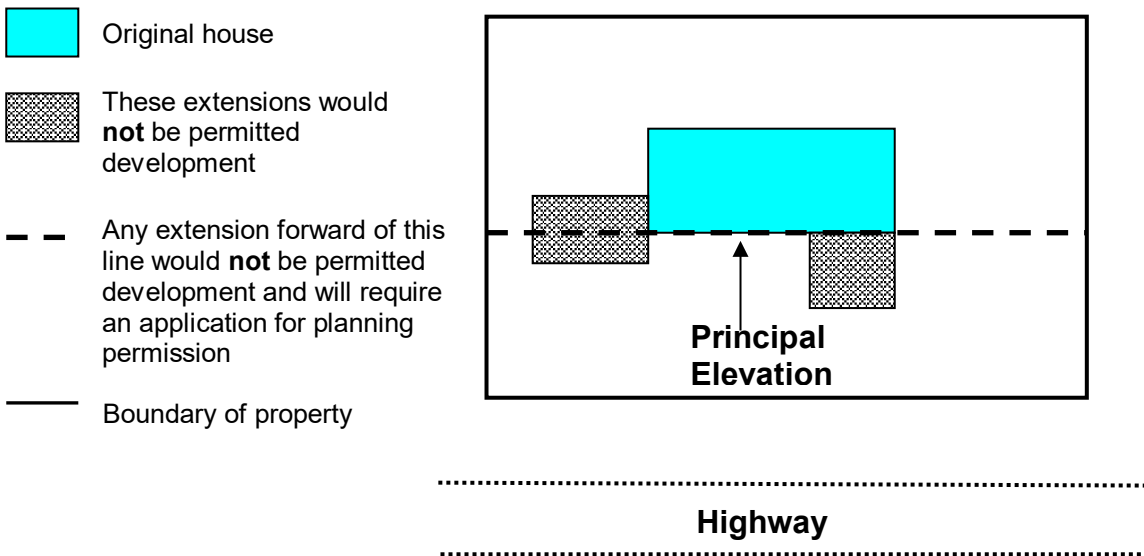 Original house
These extensions would
not be permitted
development
Any extension forward of this
line would not be permitted
development and will require
an application for planning
permission
Boundary of property
Principal
Elevation
Highway